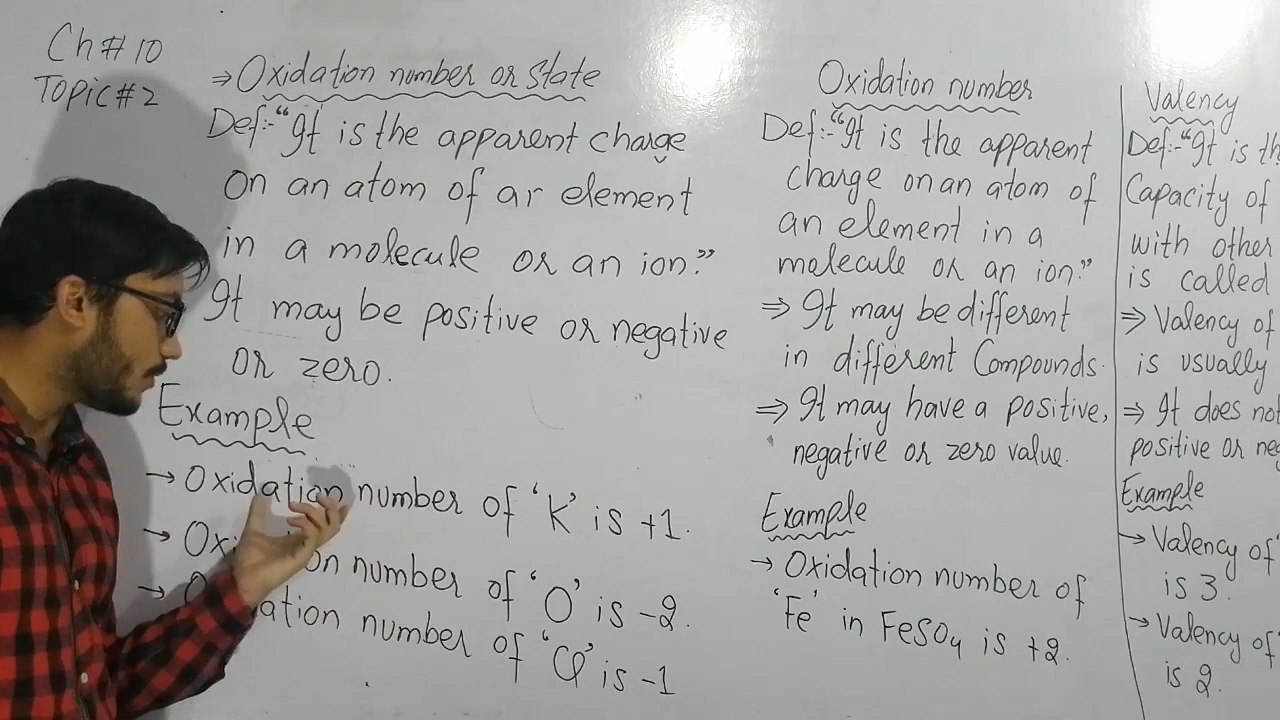 Ch # 10
Topic # 2
⇒ Oxidation number or State
Def:- "It is the apparent charge
on an atom of ar element
in a molecule or an ion."
It may be positive or negative
or zero.
Example
→ Oxidation number of 'K' is +1.
→ Oxidation number of 'O' is -2.
→ Oxidation number of 'Cl' is -1
Oxidation number
Def:- "It is the apparent
charge on an atom of
an element in a
molecule or an ion."
⇒ It may be different
in different Compounds.
⇒ It may have a positive,
negative or zero value.
Example
→ Oxidation number of
'Fe' in FeSO4 is +2.
Valency
Def:- "It is th
Capacity of
with other
is called
⇒ Valency of
is usually
⇒ It does not
positive or neg
Example
→ Valency of '
is 3.
→ Valency of '
is 2.